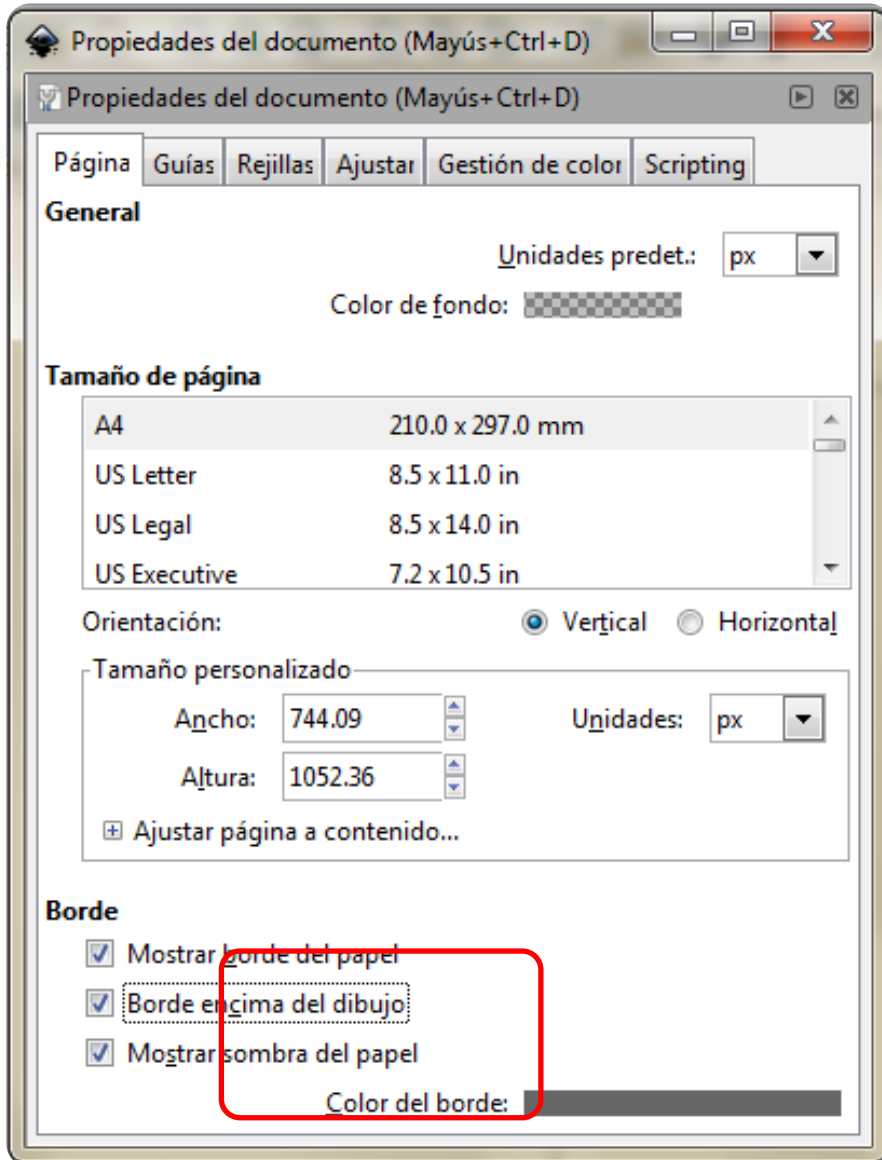 Propiedades del documento (Mayús+Ctrl+D)
Propiedades del documento (Mayús+Ctrl+D)
Página Guías Rejillas Ajustar Gestión de color Scripting
General
Unidades predet.: px
Color de fondo:
Tamaño de página
A4 210.0 x 297.0 mm
US Letter 8.5 x 11.0 in
US Legal 8.5 x 14.0 in
US Executive 7.2 x 10.5 in
Orientación: Vertical Horizontal
Tamaño personalizado
Ancho: 744.09 Unidades: px
Altura: 1052.36
Ajustar página a contenido...
Borde
Mostrar borde del papel
Borde encima del dibujo
Mostrar sombra del papel
Color del borde: